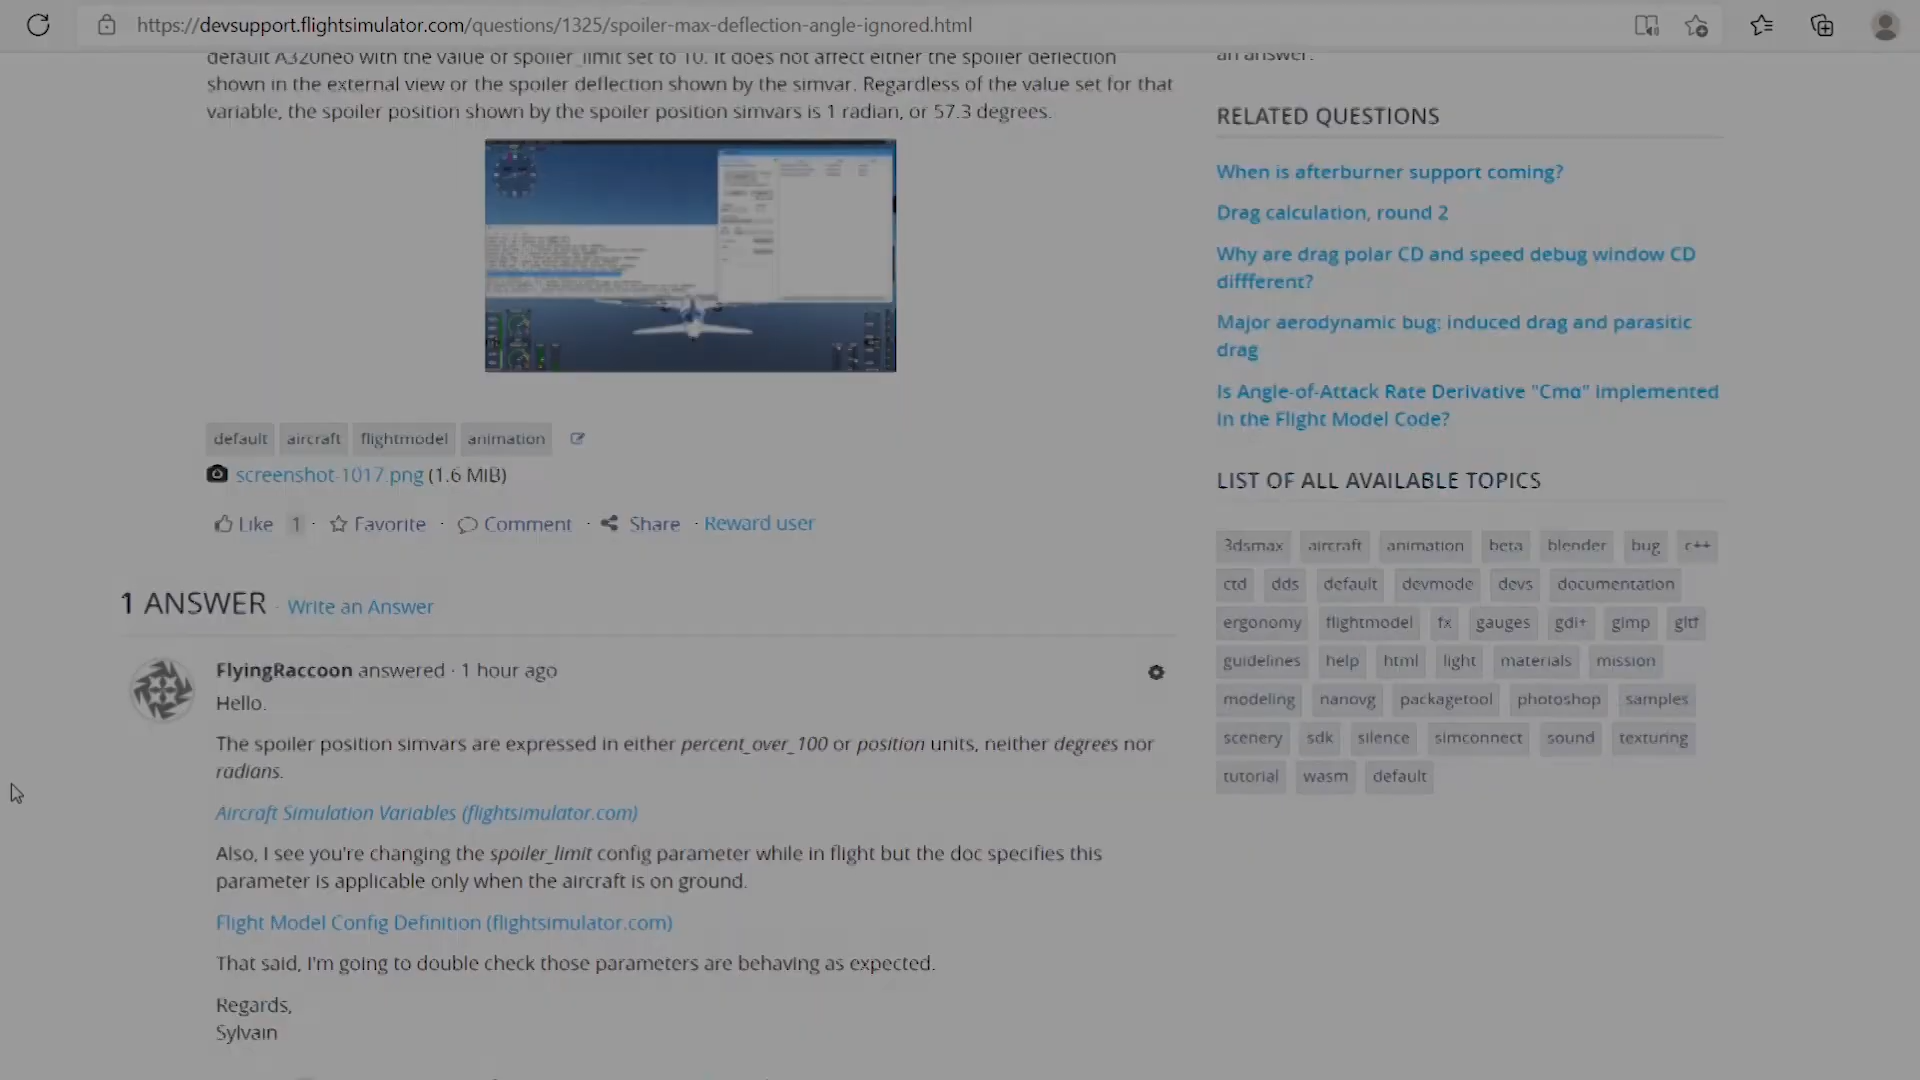 https://devsupport.flightsimulator.com/questions/1325/spoiler-max-deflection-angle-ignored.html
default A320neo with the value of spoiler_limit set to 10. It does not affect either the spoiler deflection
shown in the external view or the spoiler deflection shown by the simvar. Regardless of the value set for that
variable, the spoiler position shown by the spoiler position simvars is 1 radian, or 57.3 degrees.
default aircraft flightmodel animation
screenshot-1017.png (1.6 MiB)
Like 1 · Favorite · Comment · Share · Reward user
1 ANSWER · Write an Answer
FlyingRaccoon answered · 1 hour ago
Hello.
The spoiler position simvars are expressed in either percent_over_100 or position units, neither degrees nor
radians.
Aircraft Simulation Variables (flightsimulator.com)
Also, I see you're changing the spoiler_limit config parameter while in flight but the doc specifies this
parameter is applicable only when the aircraft is on ground.
Flight Model Config Definition (flightsimulator.com)
That said, I'm going to double check those parameters are behaving as expected.
Regards,
Sylvain
an answer.
RELATED QUESTIONS
When is afterburner support coming?
Drag calculation, round 2
Why are drag polar CD and speed debug window CD
diffferent?
Major aerodynamic bug: induced drag and parasitic
drag
Is Angle-of-Attack Rate Derivative "Cmα" implemented
in the Flight Model Code?
LIST OF ALL AVAILABLE TOPICS
3dsmax aircraft animation beta blender bug c++
ctd dds default devmode devs documentation
ergonomy flightmodel fx gauges gdi+ gimp gltf
guidelines help html light materials mission
modeling nanovg packagetool photoshop samples
scenery sdk silence simconnect sound texturing
tutorial wasm default